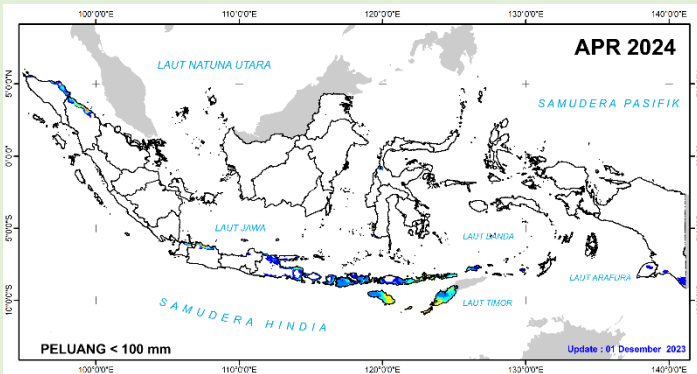 100°0'0"E 110°0'0"E 120°0'0"E 130°0'0"E 140°0'0"E
APR 2024
LAUT NATUNA UTARA
5°0'0"N
SAMUDERA PASIFIK
0°0'0"
LAUT JAWA
5°0'0"S
LAUT BANDA
LAUT ARAFURA
10°0'0"S
SAMUDERA HINDIA
LAUT TIMOR
PELUANG < 100 mm
Update : 01 Desember 2023
100°0'0"E 110°0'0"E 120°0'0"E 130°0'0"E 140°0'0"E